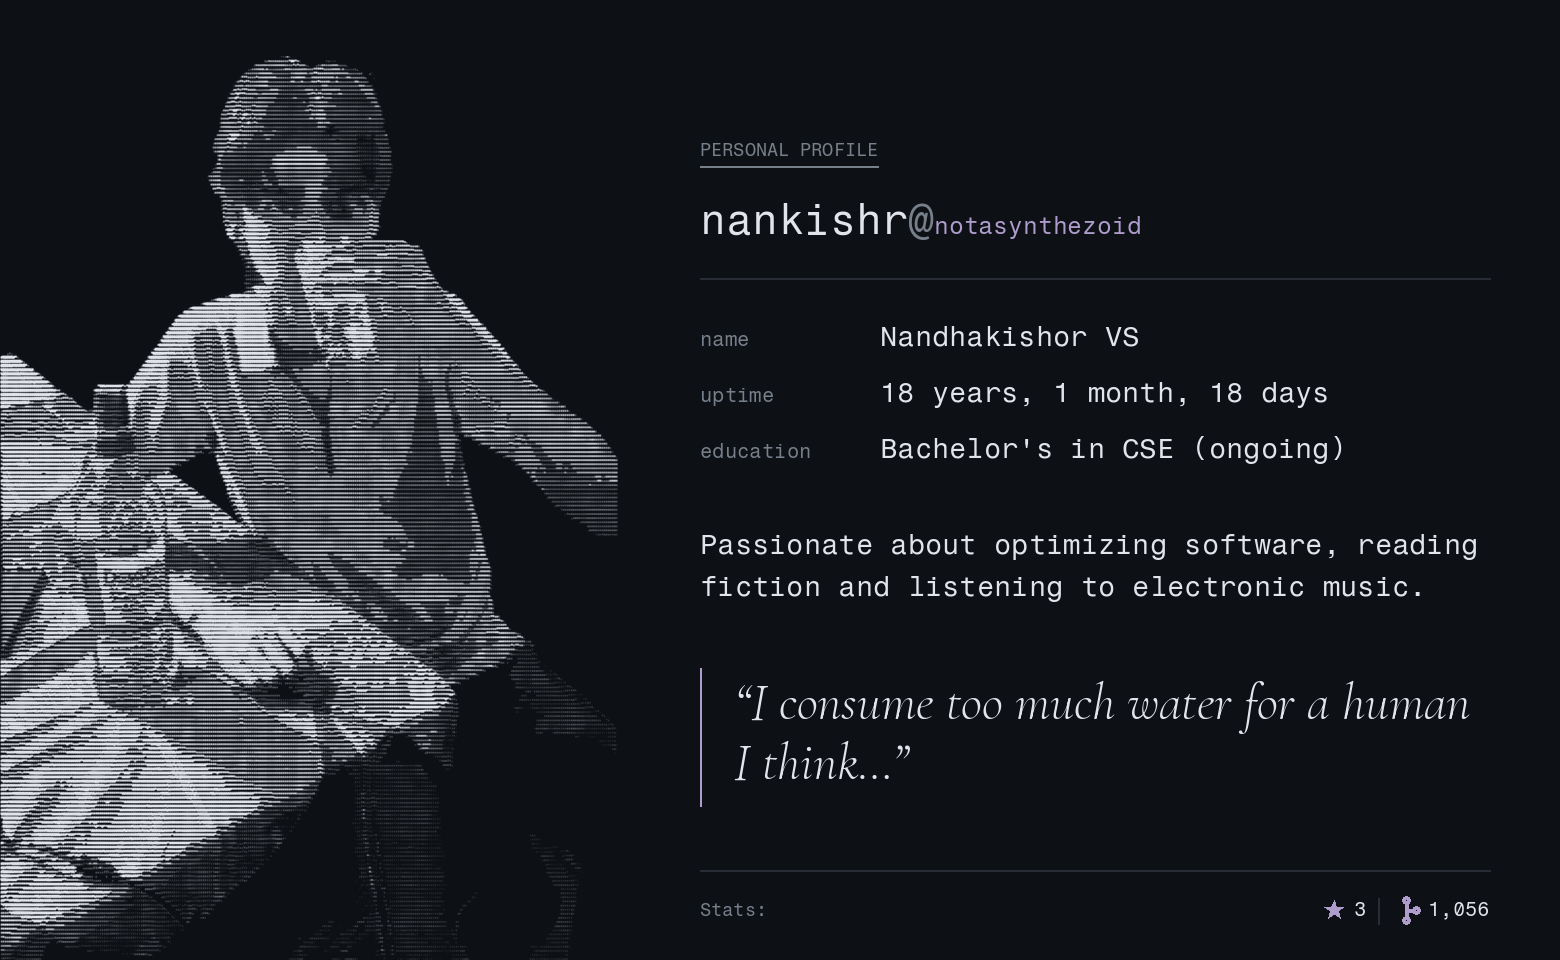 PERSONAL PROFILE
nankishr@notasynthezoid
name Nandhakishor VS
uptime 18 years, 1 month, 18 days
education Bachelor's in CSE (ongoing)
Passionate about optimizing software, reading
fiction and listening to electronic music.
“I consume too much water for a human
I think...”
Stats: 3 1,056